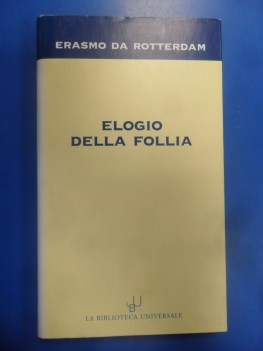 ERASMO DA ROTTERDAM
ELOGIO
DELLA FOLLIA
LA BIBLIOTECA UNIVERSALE